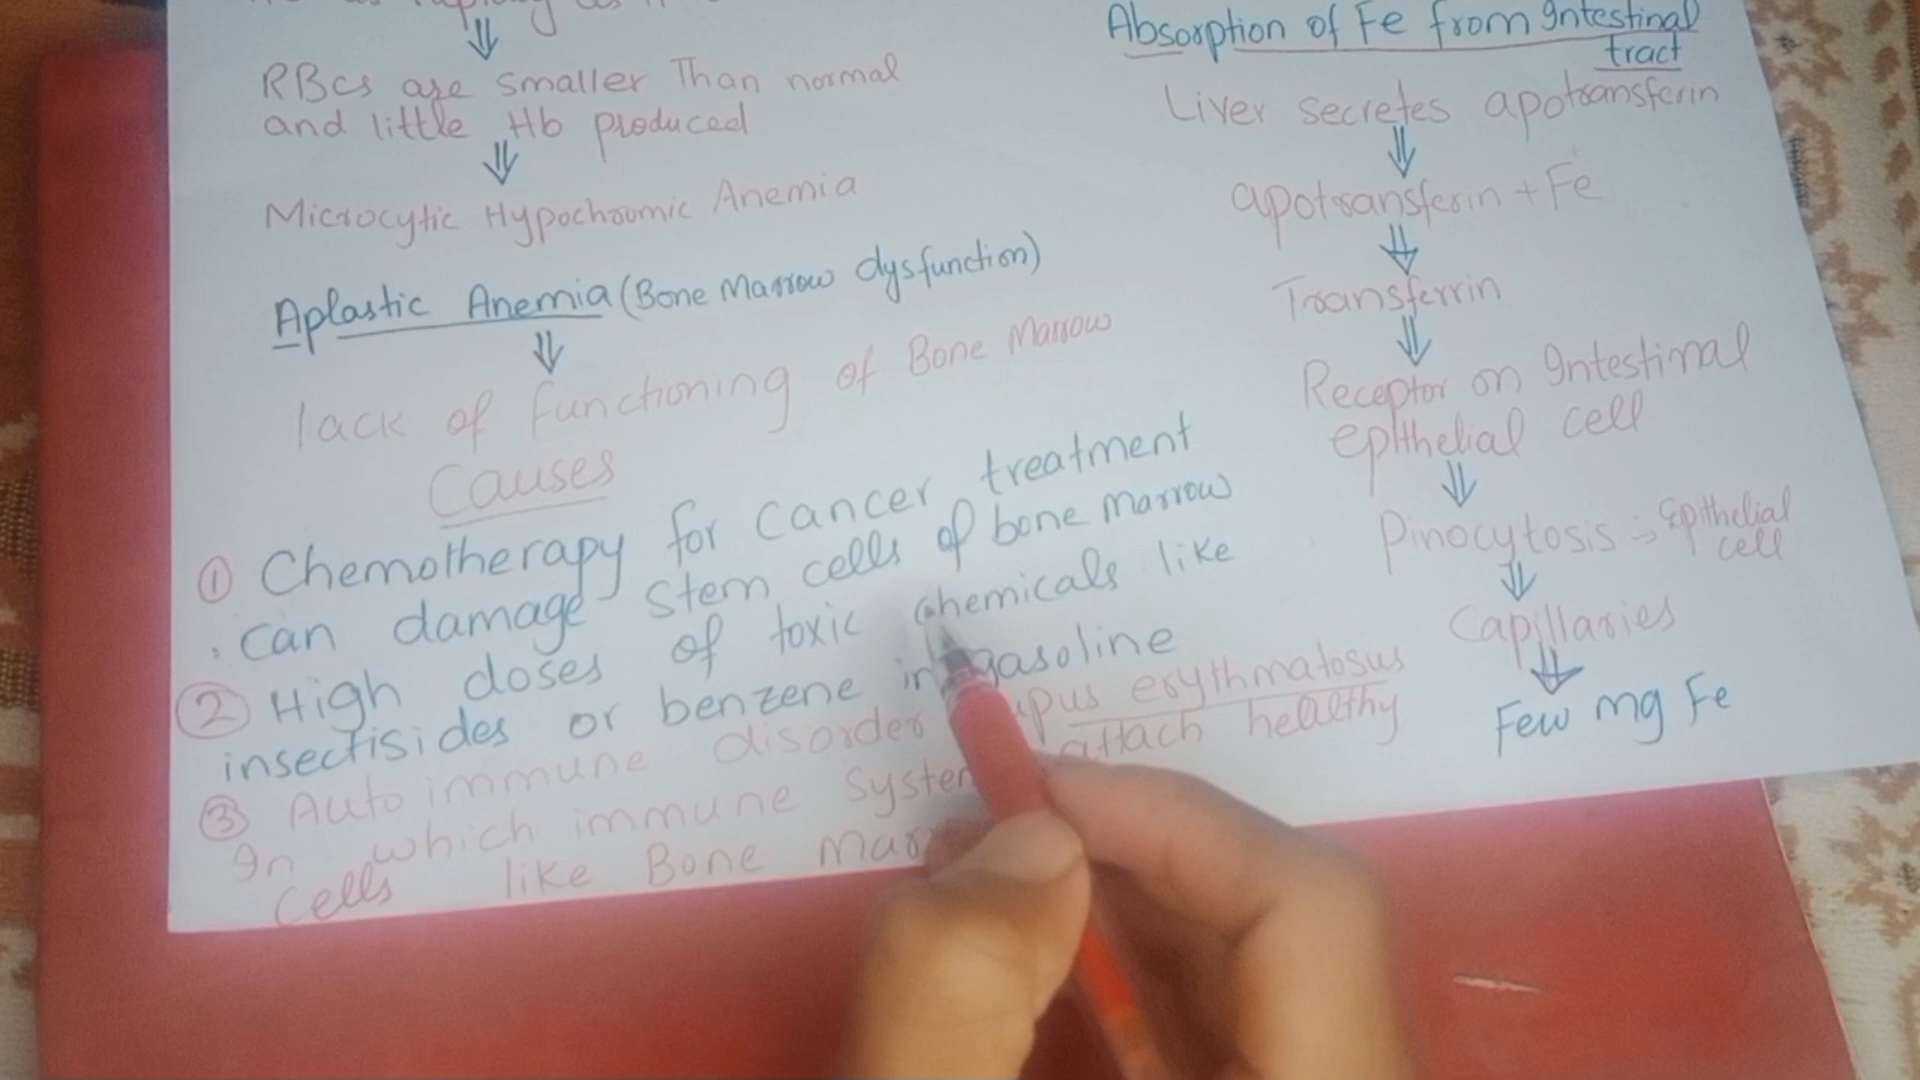 RBcs are smaller Than normal
and little Hb produced
Microcytic Hypochromic Anemia
Aplastic Anemia (Bone Marrow dysfunction)
lack of functioning of Bone Marrow
Causes
① Chemotherapy for cancer treatment
can damage stem cells of bone marrow
② High doses of toxic chemicals like
insectisides or benzene in gasoline
③ Auto immune disorder erythmatosus
In which immune attach healthy
cells like Bone
Absorption of Fe from Intestinal
tract
Liver secretes apotransferin
apotransferin + Fe
Transferrin
Receptor on Intestinal
epithelial cell
Pinocytosis → Epithelial
cell
Capillaries
Few mg Fe